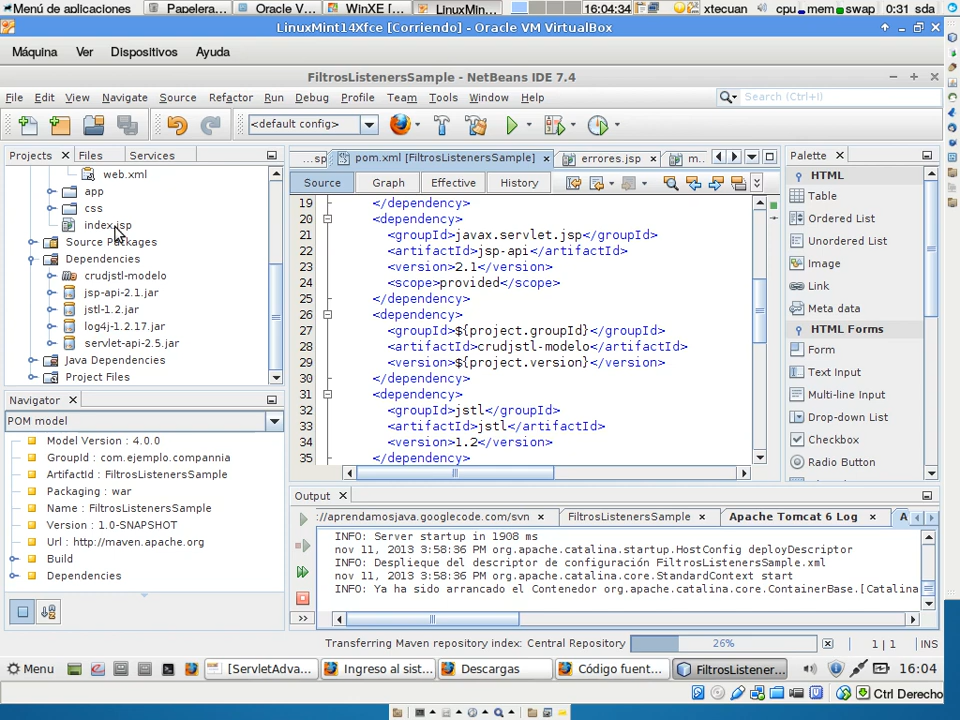 Menú de aplicaciones
Papelera...
Oracle V...
WinXE [...
LinuxMint...
16:04:34
xtecuan
cpu
mem
swap
0:31 sda
LinuxMint14Xfce [Corriendo] - Oracle VM VirtualBox
Máquina Ver Dispositivos Ayuda
FiltrosListenersSample - NetBeans IDE 7.4
File Edit View Navigate Source Refactor Run Debug Profile Team Tools Window Help
Search (Ctrl+I)
<default config>
Projects Files Services
...sp pom.xml [FiltrosListenersSample] errores.jsp m...
Palette
web.xml
app
css
index.jsp
Source Packages
Dependencies
crudjstl-modelo
jsp-api-2.1.jar
jstl-1.2.jar
log4j-1.2.17.jar
servlet-api-2.5.jar
Java Dependencies
Project Files
Source Graph Effective History
19 </dependency>
20 <dependency>
21 <groupId>javax.servlet.jsp</groupId>
22 <artifactId>jsp-api</artifactId>
23 <version>2.1</version>
24 <scope>provided</scope>
25 </dependency>
26 <dependency>
27 <groupId>${project.groupId}</groupId>
28 <artifactId>crudjstl-modelo</artifactId>
29 <version>${project.version}</version>
30 </dependency>
31 <dependency>
32 <groupId>jstl</groupId>
33 <artifactId>jstl</artifactId>
34 <version>1.2</version>
35 </dependency>
HTML
Table
Ordered List
Unordered List
Image
Link
Meta data
HTML Forms
Form
Text Input
Multi-line Input
Drop-down List
Checkbox
Radio Button
Navigator
POM model
Model Version : 4.0.0
GroupId : com.ejemplo.compannia
ArtifactId : FiltrosListenersSample
Packaging : war
Name : FiltrosListenersSample
Version : 1.0-SNAPSHOT
Url : http://maven.apache.org
Build
Dependencies
Output
://aprendamosjava.googlecode.com/svn FiltrosListenersSample Apache Tomcat 6 Log A
INFO: Server startup in 1908 ms
nov 11, 2013 3:58:36 PM org.apache.catalina.startup.HostConfig deployDescriptor
INFO: Despliegue del descriptor de configuración FiltrosListenersSample.xml
nov 11, 2013 3:58:36 PM org.apache.catalina.core.StandardContext start
INFO: Ya ha sido arrancado el Contenedor org.apache.catalina.core.ContainerBase.[Catalina
Transferring Maven repository index: Central Repository 26% 1 | 1 INS
Menu
[ServletAdva...
Ingreso al sist...
Descargas
Código fuent...
FiltrosListener...
16:04
Ctrl Derecho